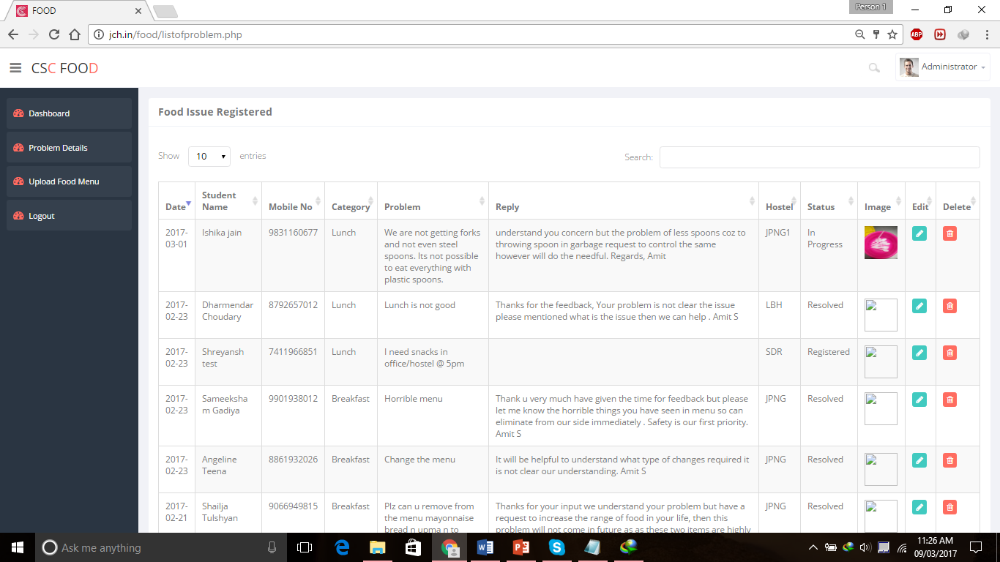 FOOD
Person 1
jch.in/food/listofproblem.php
ABP
CSC FOOD
Administrator
Dashboard
Problem Details
Upload Food Menu
Logout
Food Issue Registered
Show 10 entries
Search:
Date
Student
Name
Mobile No
Category
Problem
Reply
Hostel
Status
Image
Edit
Delete
2017-
03-01
Ishika jain
9831160677
Lunch
We are not getting forks
and not even steel
spoons. Its not possible
to eat everything with
plastic spoons.
understand you concern but the problem of less spoons coz to
throwing spoon in garbage request to control the same
however will do the needful. Regards, Amit
JPNG1
In
Progress
2017-
02-23
Dharmendar
Choudary
8792657012
Lunch
Lunch is not good
Thanks for the feedback, Your problem is not clear the issue
please mentioned what is the issue then we can help . Amit S
LBH
Resolved
2017-
02-23
Shreyansh
test
7411966851
Lunch
I need snacks in
office/hostel @ 5pm
SDR
Registered
2017-
02-23
Sameeksha
m Gadiya
9901938012
Breakfast
Horrible menu
Thank u very much have given the time for feedback but please
let me know the horrible things you have seen in menu so can
eliminate from our side immediately . Safety is our first priority.
Amit S
JPNG
Resolved
2017-
02-23
Angeline
Teena
8861932026
Breakfast
Change the menu
It will be helpful to understand what type of changes required it
is not clear our understanding. Amit S
JPNG
Resolved
2017-
02-21
Shailja
Tulshyan
9066949815
Breakfast
Plz can u remove from
the menu mayonnaise
bread n upma n to
Thanks for your input we understand your problem but have a
request to increase the range of food in your life, then this
problem will not come in future as as these two items are highly
JPNG
Resolved
Ask me anything
11:26 AM
09/03/2017